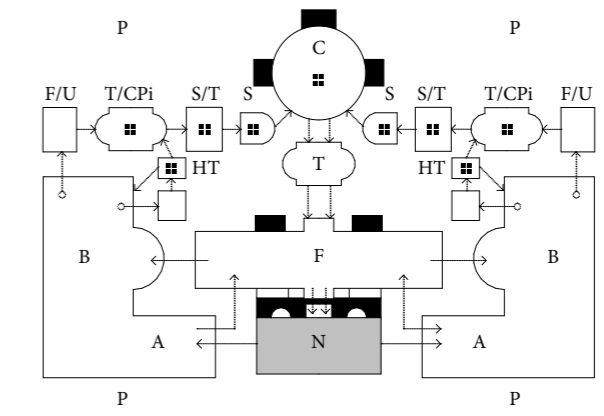 P P
C
F/U T/CPi S/T S S S/T T/CPi F/U
HT T HT
B F B
A N A
P P